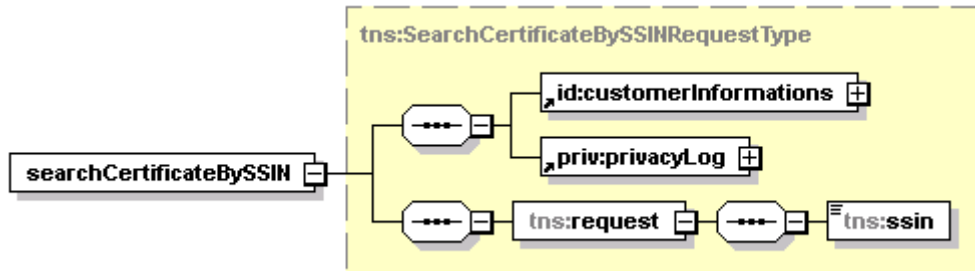 tns:SearchCertificateBySSINRequestType
id:customerInformations
priv:privacyLog
searchCertificateBySSIN
tns:request
tns:ssin